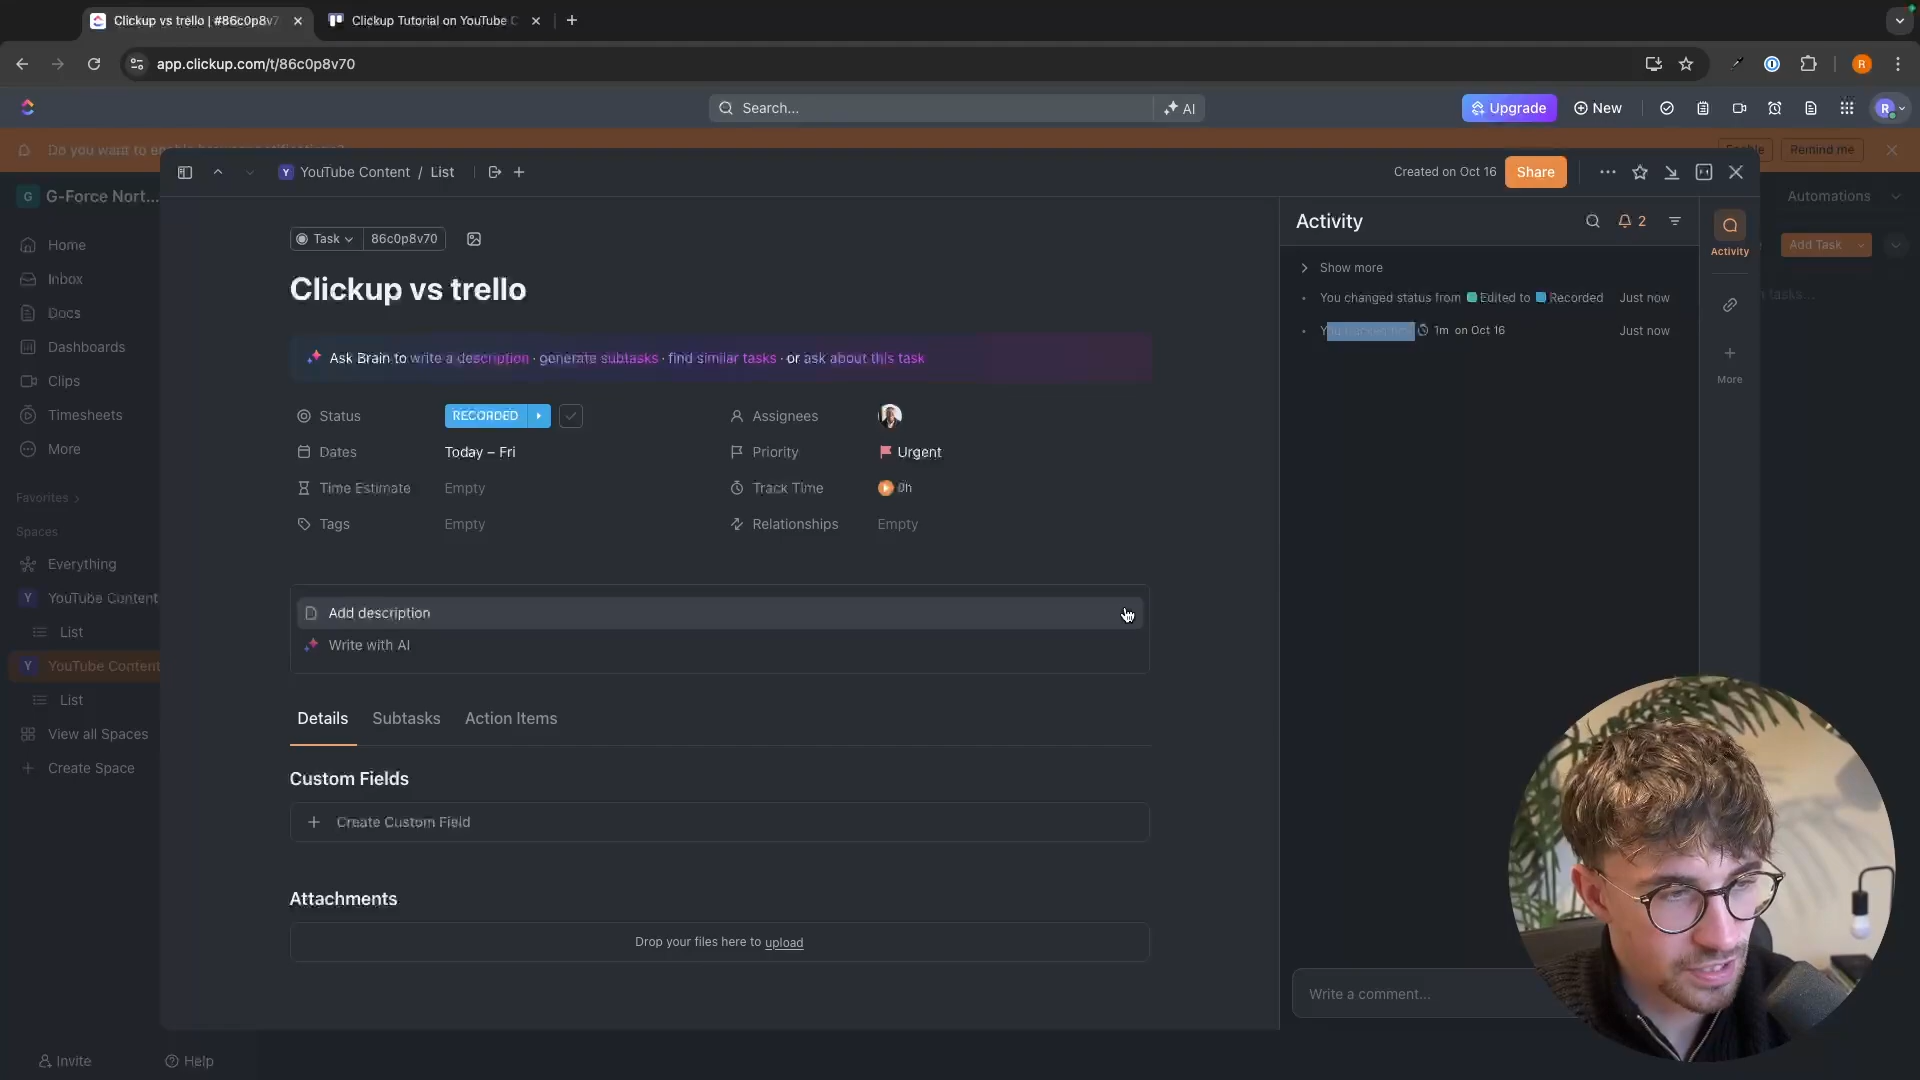 Clickup vs trello | #86c0p8v7
Clickup Tutorial on YouTube C
app.clickup.com/t/86c0p8v70
R
Search...
AI
Upgrade
New
R
Do you want to
Enable
Remind me
YouTube Content / List
Created on Oct 16
Share
G
G-Force Nort...
Automations
Home
Inbox
Docs
Dashboards
Clips
Timesheets
More
Favorites
Spaces
Everything
Y
YouTube Content
List
Y
YouTube Content
List
View all Spaces
Create Space
Invite
Help
Task
86c0p8v70
Clickup vs trello
Ask Brain to write a description · generate subtasks · find similar tasks · or ask about this task
Status
RECORDED
Assignees
Dates
Today – Fri
Priority
Urgent
Time Estimate
Empty
Track Time
0h
Tags
Empty
Relationships
Empty
Add description
Write with AI
Details
Subtasks
Action Items
Custom Fields
Create Custom Field
Attachments
Drop your files here to upload
Activity
2
Show more
You changed status from Edited to Recorded
Just now
1m on Oct 16
Just now
Write a comment...
Activity
More
Add Task
tasks...